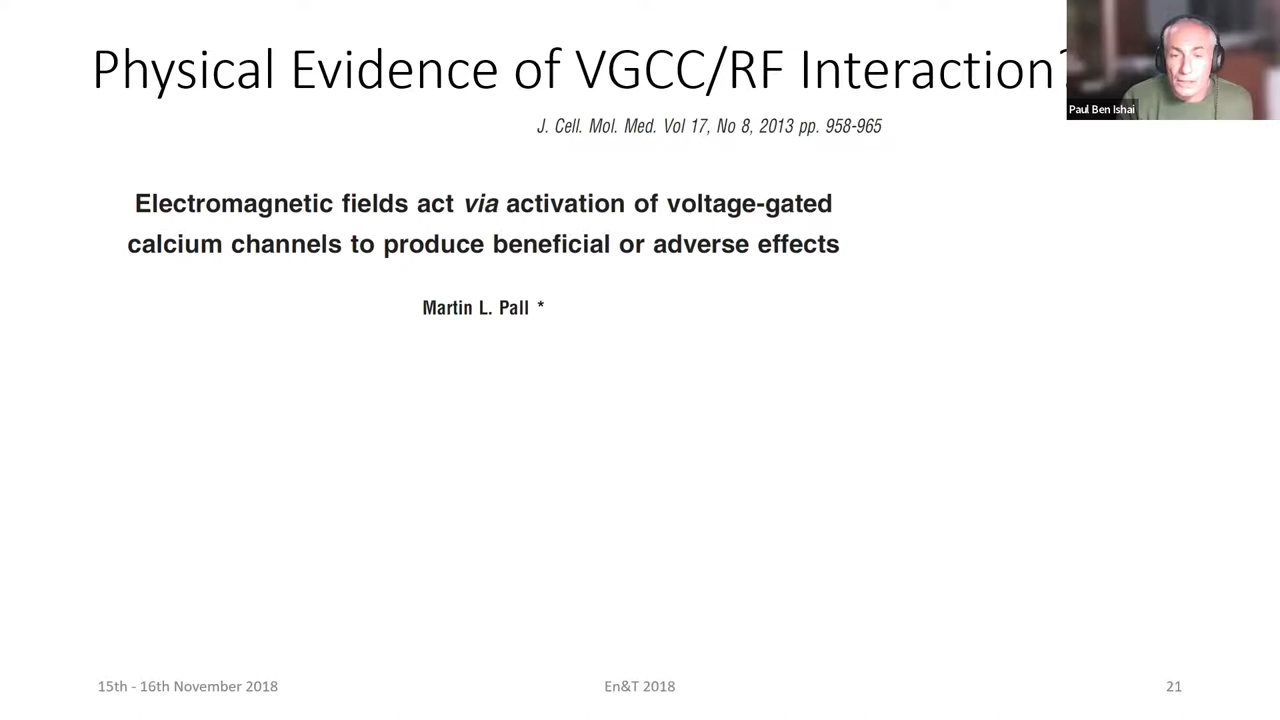 Physical Evidence of VGCC/RF Interaction?
Paul Ben Ishai
J. Cell. Mol. Med. Vol 17, No 8, 2013 pp. 958-965
Electromagnetic fields act via activation of voltage-gated
calcium channels to produce beneficial or adverse effects
Martin L. Pall *
15th - 16th November 2018
En&T 2018
21